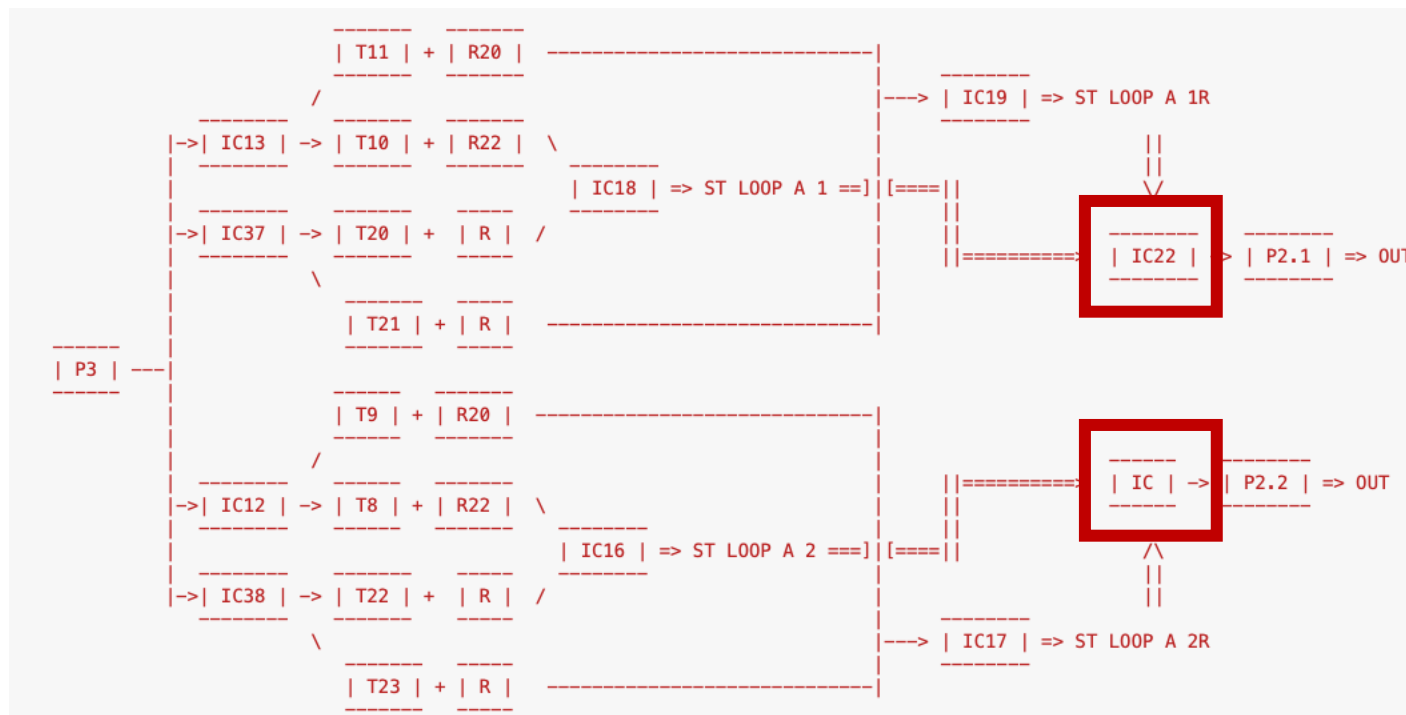 | T11 | + | R20 | ----------------------------|
|---> | IC19 | => ST LOOP A 1R
|->| IC13 | -> | T10 | + | R22 | \
| IC18 | => ST LOOP A 1 ==]|[====||
|->| IC37 | -> | T20 | + | R | /
||==========> | IC22 | > | P2.1 | => OUT
| T21 | + | R | ----------------------------|
| P3 | ---|
| T9 | + | R20 | ------------------------------|
||==========> | IC | -> | P2.2 | => OUT
|->| IC12 | -> | T8 | + | R22 | \
| IC16 | => ST LOOP A 2 ===]|[====||
|->| IC38 | -> | T22 | + | R | /
|---> | IC17 | => ST LOOP A 2R
| T23 | + | R | ----------------------------|